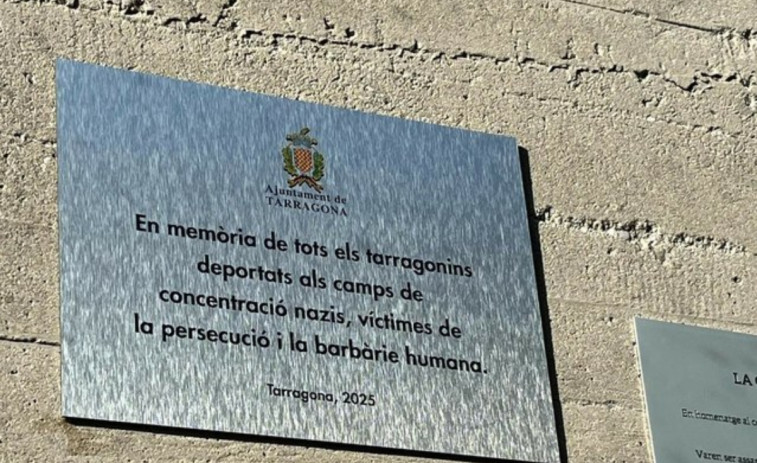 Ajuntament de
TARRAGONA
En memòria de tots els tarragonins
deportats als camps de
concentració nazis, víctimes de
la persecució i la barbàrie humana.
Tarragona, 2025
LA
En homenatge al
Varen ser